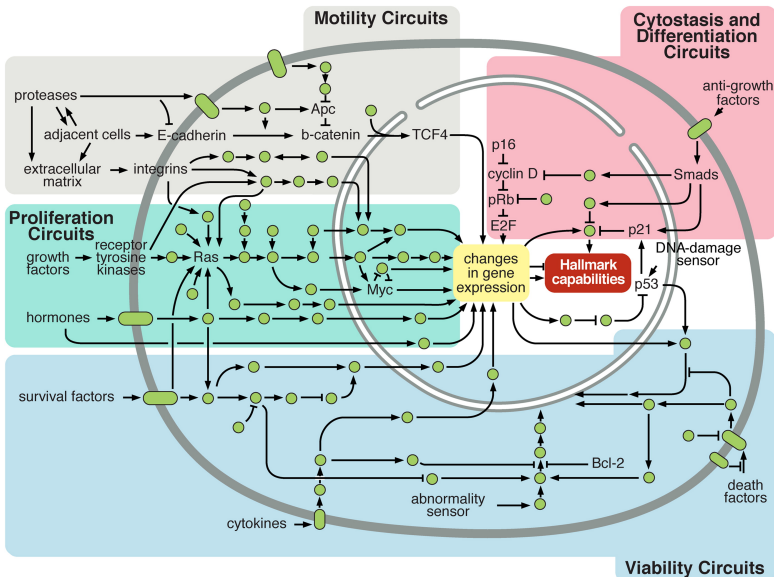 Motility Circuits
Cytostasis and
Differentiation
Circuits
proteases
Apc
anti-growth
factors
adjacent cells
E-cadherin
b-catenin
TCF4
p16
extracellular
matrix
integrins
cyclin D
Smads
pRb
Proliferation
Circuits
E2F
p21
growth
factors
receptor
tyrosine
kinases
Ras
changes
in gene
expression
Hallmark
capabilities
DNA-damage
sensor
Myc
p53
hormones
survival factors
Bcl-2
abnormality
sensor
death
factors
cytokines
Viability Circuits